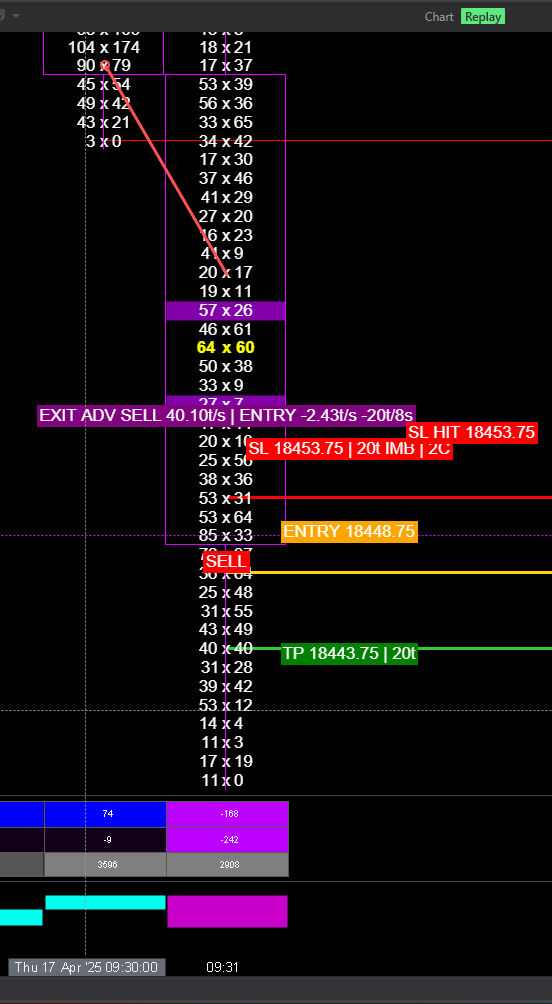 Chart Replay
104 x 174 18 x 21
90 x 79 17 x 37
45 x 54 53 x 39
49 x 42 56 x 36
43 x 21 33 x 65
3 x 0 34 x 42
17 x 30
37 x 46
41 x 29
27 x 20
16 x 23
41 x 9
20 x 17
19 x 11
57 x 26
46 x 61
64 x 60
50 x 38
33 x 9
27 x 7
EXIT ADV SELL 40.10t/s | ENTRY -2.43t/s -20t/8s
SL HIT 18453.75
20 x 10
SL 18453.75 | 20t IMB | 2C
25 x 56
38 x 36
53 x 31
53 x 64
ENTRY 18448.75
85 x 33
SELL
25 x 48
31 x 55
43 x 49
40 x 40
TP 18443.75 | 20t
31 x 28
39 x 42
53 x 12
14 x 4
11 x 3
17 x 19
11 x 0
74 -168
-9 -242
3596 2908
Thu 17 Apr '25 09:30:00 09:31